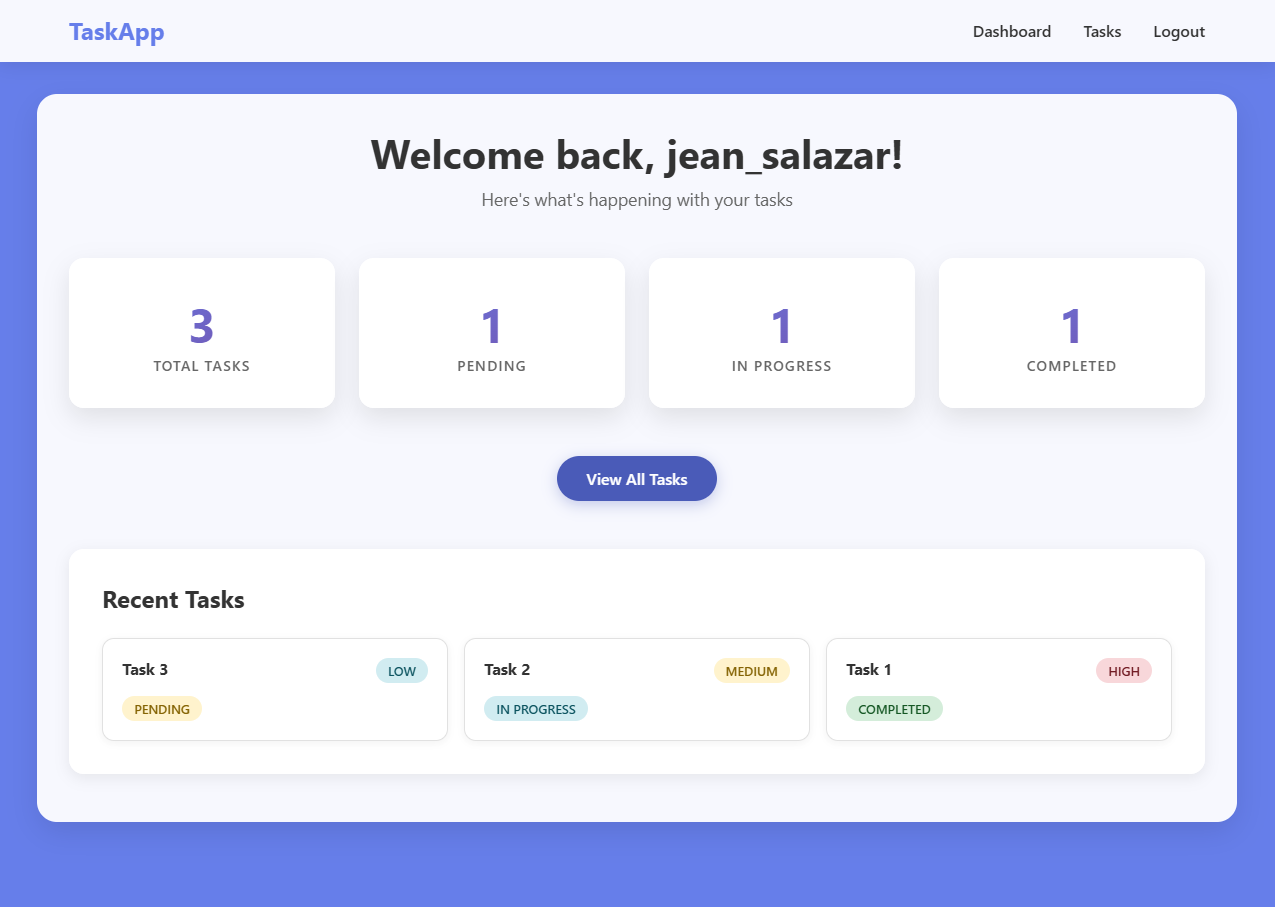 TaskApp
Dashboard Tasks Logout
Welcome back, jean_salazar!
Here's what's happening with your tasks
3
TOTAL TASKS
1
PENDING
1
IN PROGRESS
1
COMPLETED
View All Tasks
Recent Tasks
Task 3 LOW
PENDING
Task 2 MEDIUM
IN PROGRESS
Task 1 HIGH
COMPLETED